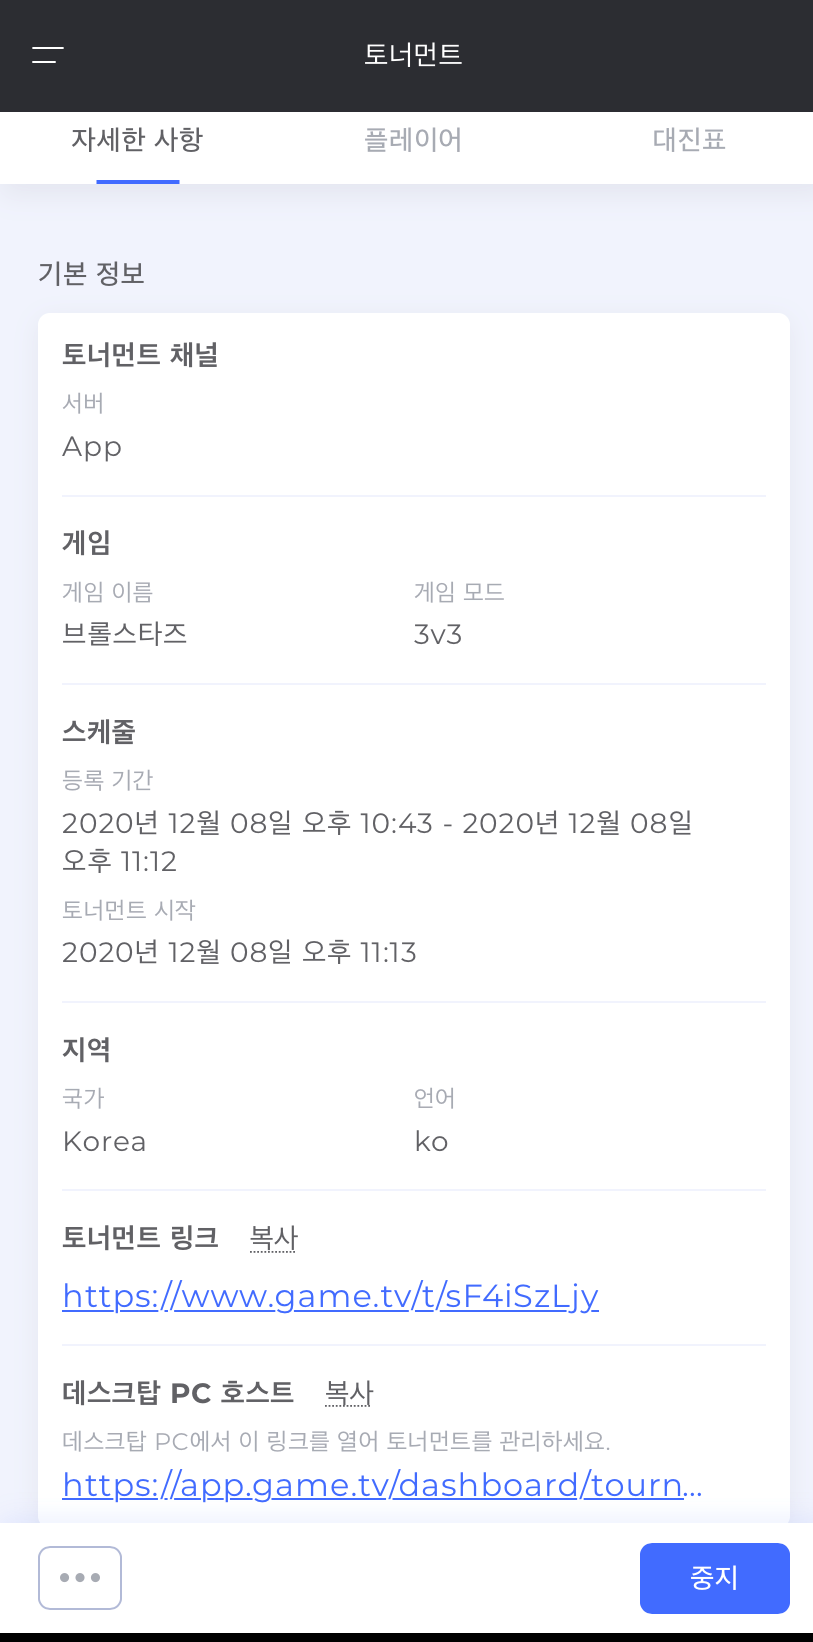 토너먼트
자세한 사항
플레이어
대진표
기본 정보
토너먼트 채널
서버
App
게임
게임 이름
게임 모드
브롤스타즈
3v3
스케줄
등록 기간
2020년 12월 08일 오후 10:43 - 2020년 12월 08일
오후 11:12
토너먼트 시작
2020년 12월 08일 오후 11:13
지역
국가
언어
Korea
ko
토너먼트 링크 복사
https://www.game.tv/t/sF4iSzLjy
데스크탑 PC 호스트 복사
데스크탑 PC에서 이 링크를 열어 토너먼트를 관리하세요.
https://app.game.tv/dashboard/tourn...
중지